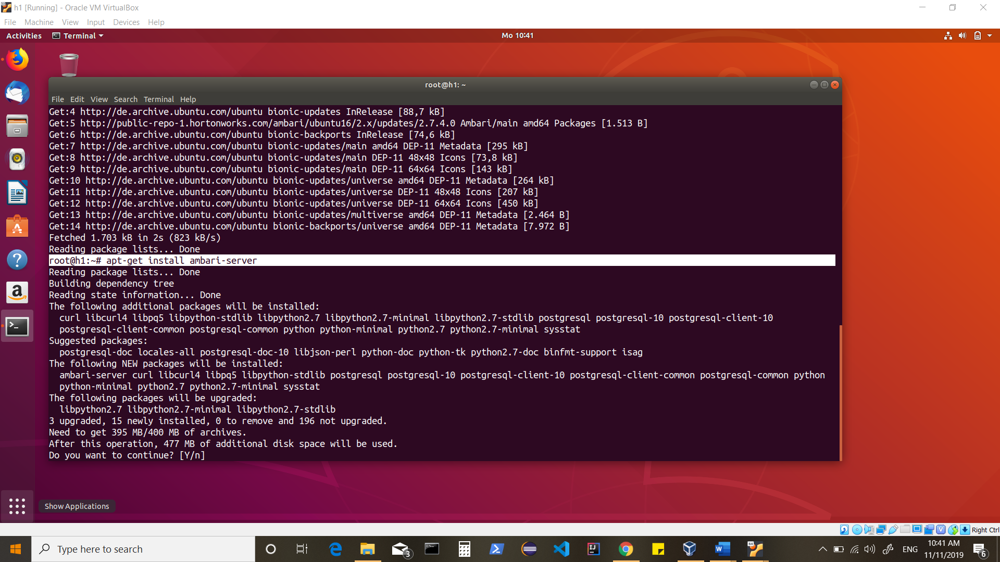 h1 [Running] - Oracle VM VirtualBox
File Machine View Input Devices Help
Activities Terminal Mo 10:41
root@h1: ~
File Edit View Search Terminal Help
Get:4 http://de.archive.ubuntu.com/ubuntu bionic-updates InRelease [88,7 kB]
Get:5 http://public-repo-1.hortonworks.com/ambari/ubuntu16/2.x/updates/2.7.4.0 Ambari/main amd64 Packages [1.513 B]
Get:6 http://de.archive.ubuntu.com/ubuntu bionic-backports InRelease [74,6 kB]
Get:7 http://de.archive.ubuntu.com/ubuntu bionic-updates/main amd64 DEP-11 Metadata [295 kB]
Get:8 http://de.archive.ubuntu.com/ubuntu bionic-updates/main DEP-11 48x48 Icons [73,8 kB]
Get:9 http://de.archive.ubuntu.com/ubuntu bionic-updates/main DEP-11 64x64 Icons [143 kB]
Get:10 http://de.archive.ubuntu.com/ubuntu bionic-updates/universe amd64 DEP-11 Metadata [264 kB]
Get:11 http://de.archive.ubuntu.com/ubuntu bionic-updates/universe DEP-11 48x48 Icons [207 kB]
Get:12 http://de.archive.ubuntu.com/ubuntu bionic-updates/universe DEP-11 64x64 Icons [450 kB]
Get:13 http://de.archive.ubuntu.com/ubuntu bionic-updates/multiverse amd64 DEP-11 Metadata [2.464 B]
Get:14 http://de.archive.ubuntu.com/ubuntu bionic-backports/universe amd64 DEP-11 Metadata [7.972 B]
Fetched 1.703 kB in 2s (823 kB/s)
Reading package lists... Done
root@h1:~# apt-get install ambari-server
Reading package lists... Done
Building dependency tree
Reading state information... Done
The following additional packages will be installed:
curl libcurl4 libpq5 libpython-stdlib libpython2.7 libpython2.7-minimal libpython2.7-stdlib postgresql postgresql-10 postgresql-client-10
postgresql-client-common postgresql-common python python-minimal python2.7 python2.7-minimal sysstat
Suggested packages:
postgresql-doc locales-all postgresql-doc-10 libjson-perl python-doc python-tk python2.7-doc binfmt-support isag
The following NEW packages will be installed:
ambari-server curl libcurl4 libpq5 libpython-stdlib postgresql postgresql-10 postgresql-client-10 postgresql-client-common postgresql-common python
python-minimal python2.7 python2.7-minimal sysstat
The following packages will be upgraded:
libpython2.7 libpython2.7-minimal libpython2.7-stdlib
3 upgraded, 15 newly installed, 0 to remove and 196 not upgraded.
Need to get 395 MB/400 MB of archives.
After this operation, 477 MB of additional disk space will be used.
Do you want to continue? [Y/n]
Show Applications
Right Ctrl
Type here to search
3
ENG
10:41 AM
11/11/2019
6